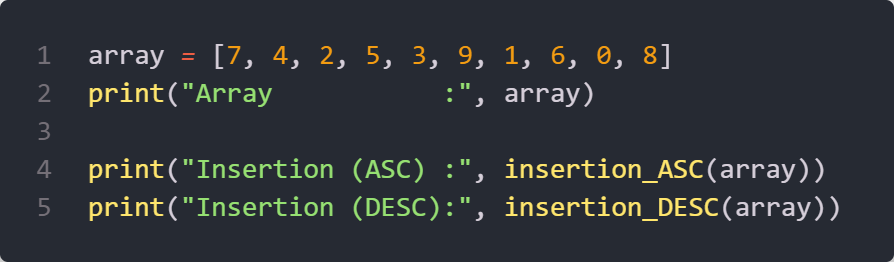 1 array = [7, 4, 2, 5, 3, 9, 1, 6, 0, 8]
2 print("Array           :", array)
3
4 print("Insertion (ASC) :", insertion_ASC(array))
5 print("Insertion (DESC):", insertion_DESC(array))